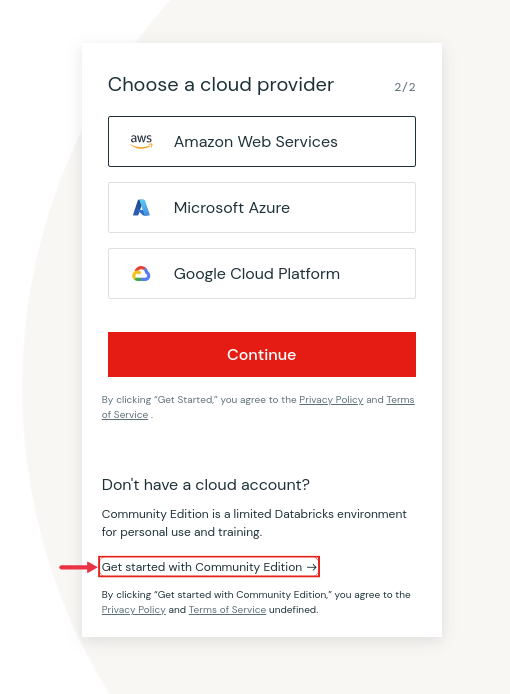 Choose a cloud provider 2/2
aws Amazon Web Services
Microsoft Azure
Google Cloud Platform
Continue
By clicking “Get Started,” you agree to the Privacy Policy and Terms
of Service .
Don't have a cloud account?
Community Edition is a limited Databricks environment
for personal use and training.
Get started with Community Edition →
By clicking “Get started with Community Edition,” you agree to the
Privacy Policy and Terms of Service undefined.